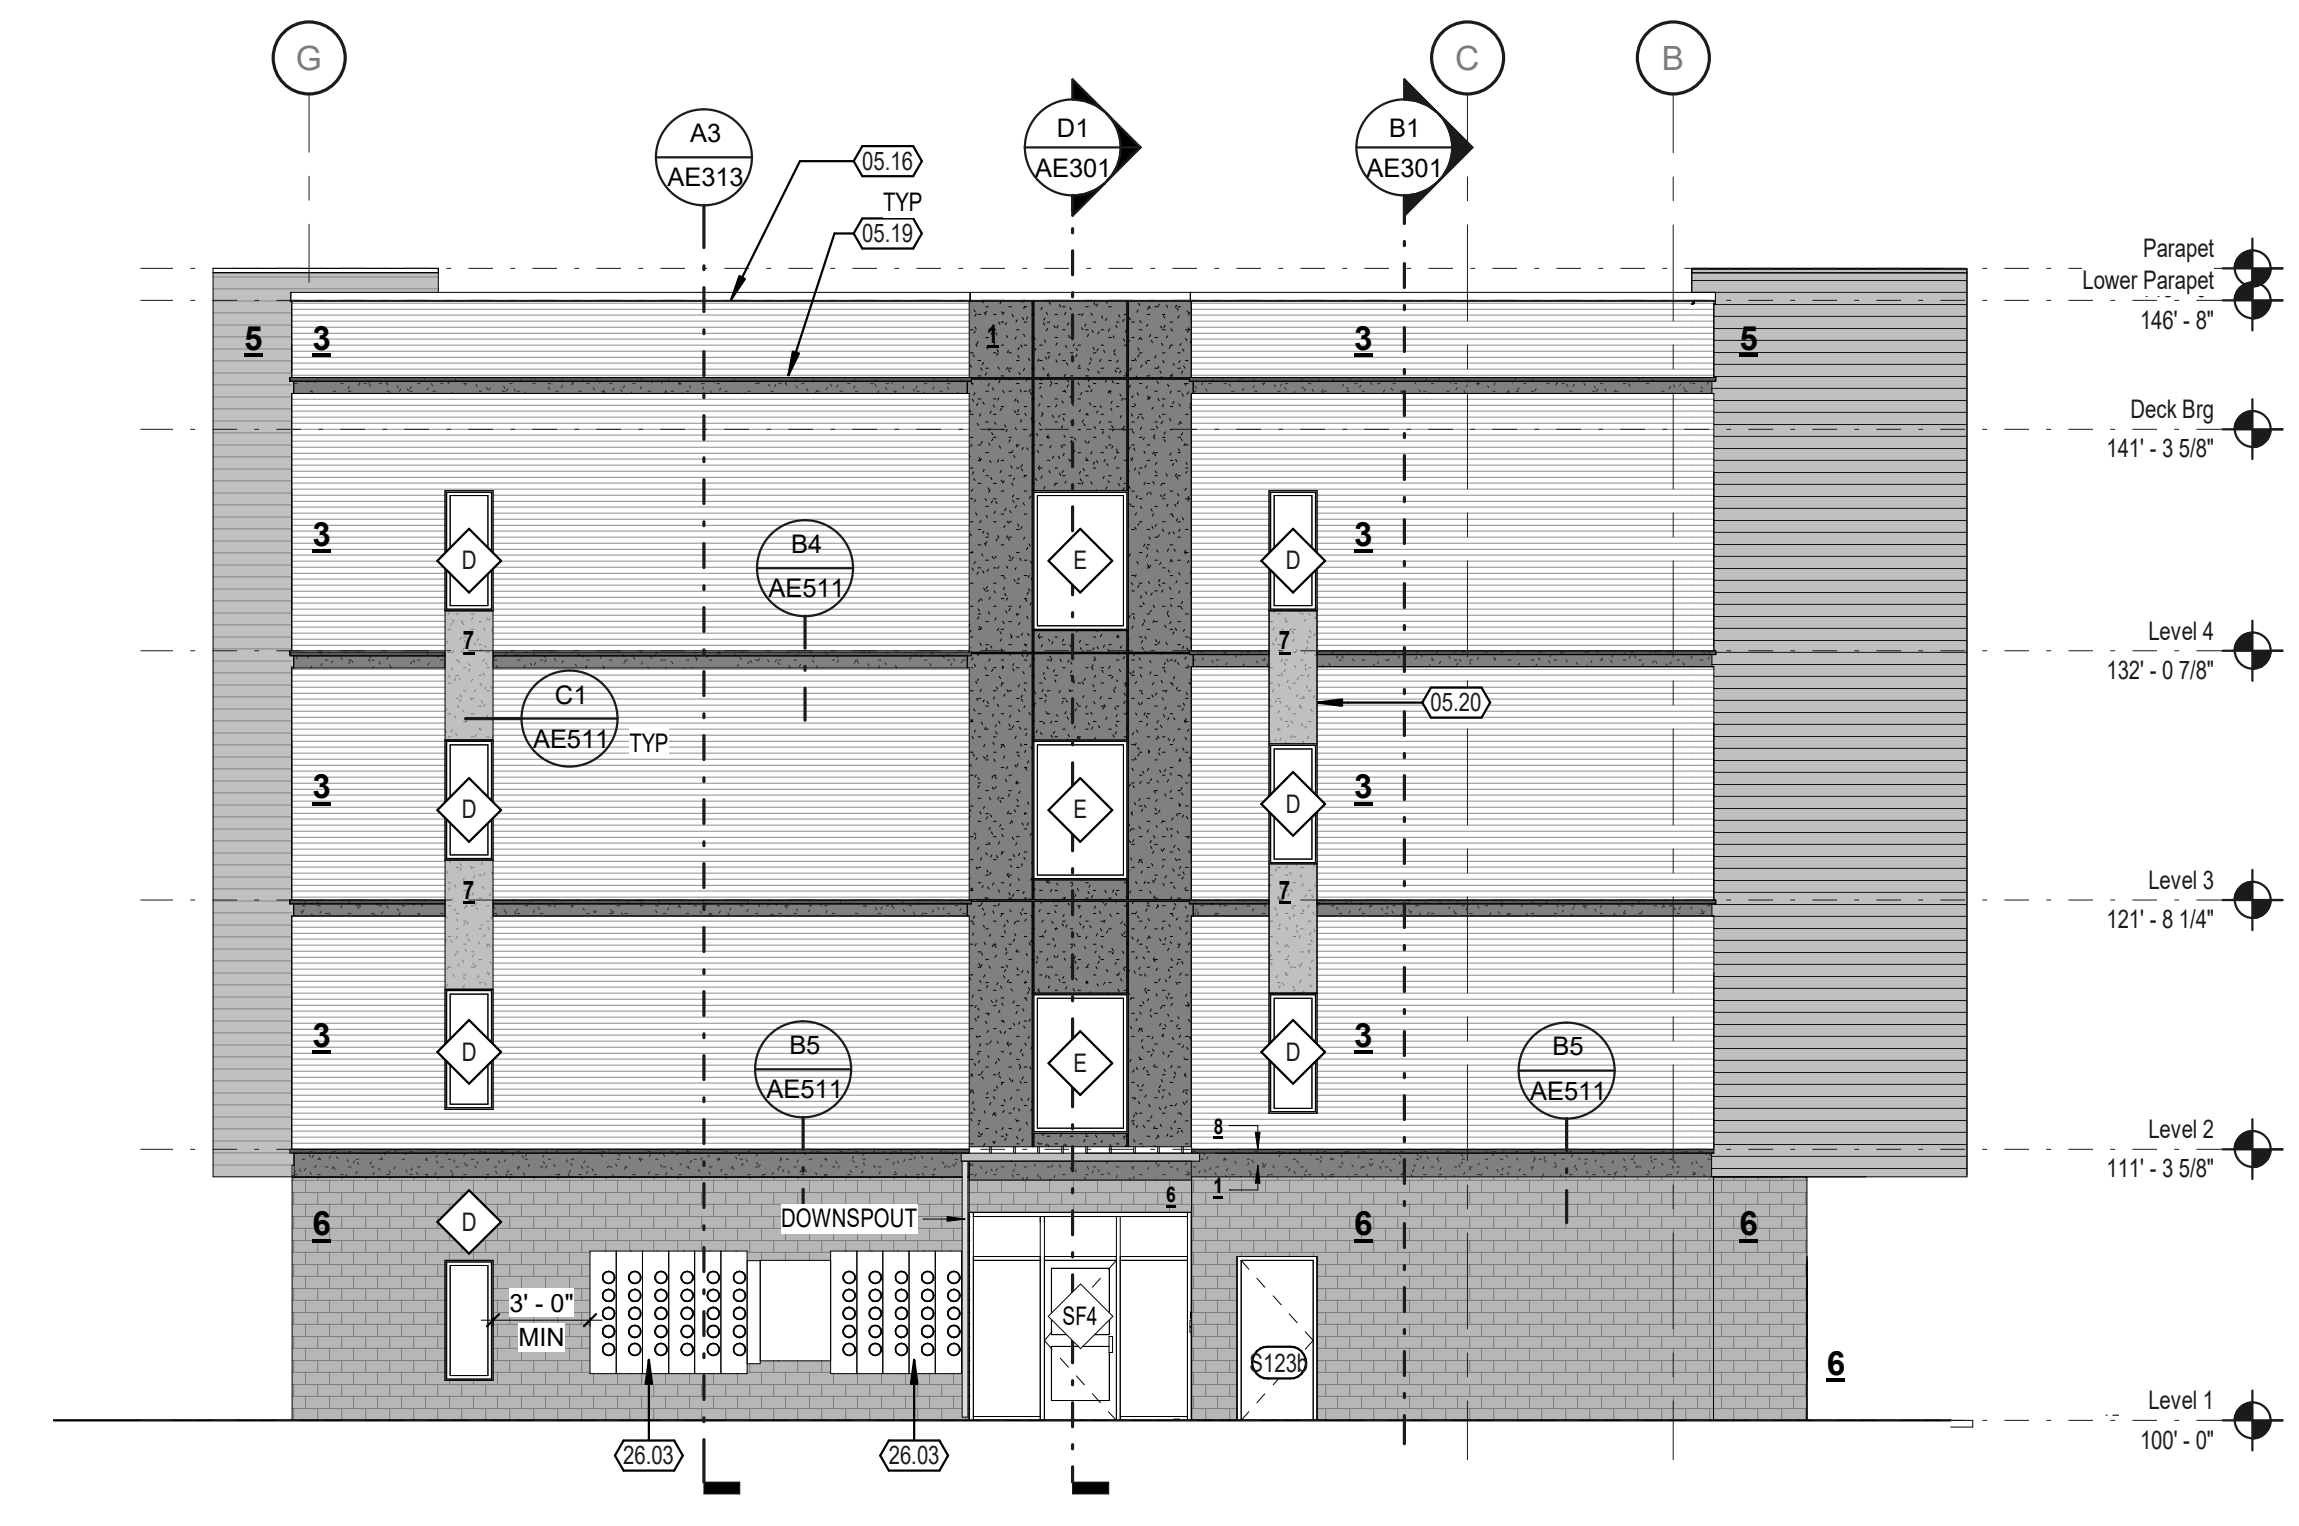 G
C
B
A3
AE313
D1
AE301
B1
AE301
05.16
TYP
05.19
Parapet
Lower Parapet
146' - 8"
5
3
1
3
5
Deck Brg
141' - 3 5/8"
3
D
B4
AE511
E
D
3
7
7
Level 4
132' - 0 7/8"
C1
AE511
TYP
05.20
3
D
E
D
3
7
7
Level 3
121' - 8 1/4"
3
D
B5
AE511
E
D
3
B5
AE511
8
1
Level 2
111' - 3 5/8"
6
D
DOWNSPOUT
6
6
6
3' - 0"
MIN
SF4
S123b
6
Level 1
100' - 0"
26.03
26.03